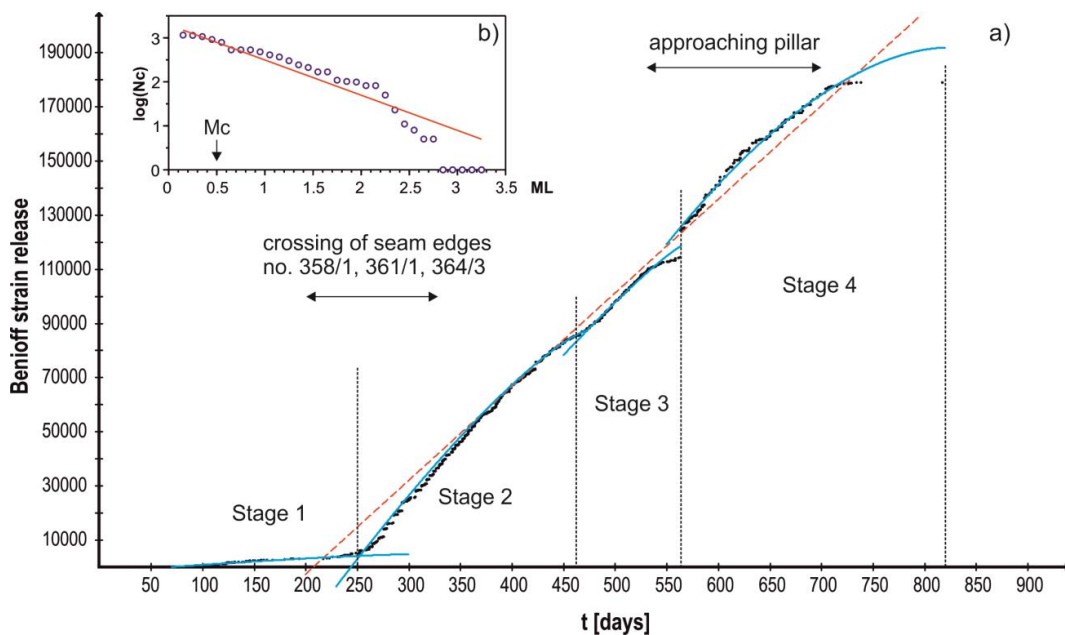 b)
a)
3
2
1
0
log(Nc)
Mc
0
0.5
1
1.5
2
2.5
3
3.5
ML
approaching pillar
crossing of seam edges
no. 358/1, 361/1, 364/3
Stage 1
Stage 2
Stage 3
Stage 4
190000
170000
150000
130000
110000
90000
70000
50000
30000
10000
Benioff strain release
50
100
150
200
250
300
350
400
450
500
550
600
650
700
750
800
850
900
t [days]